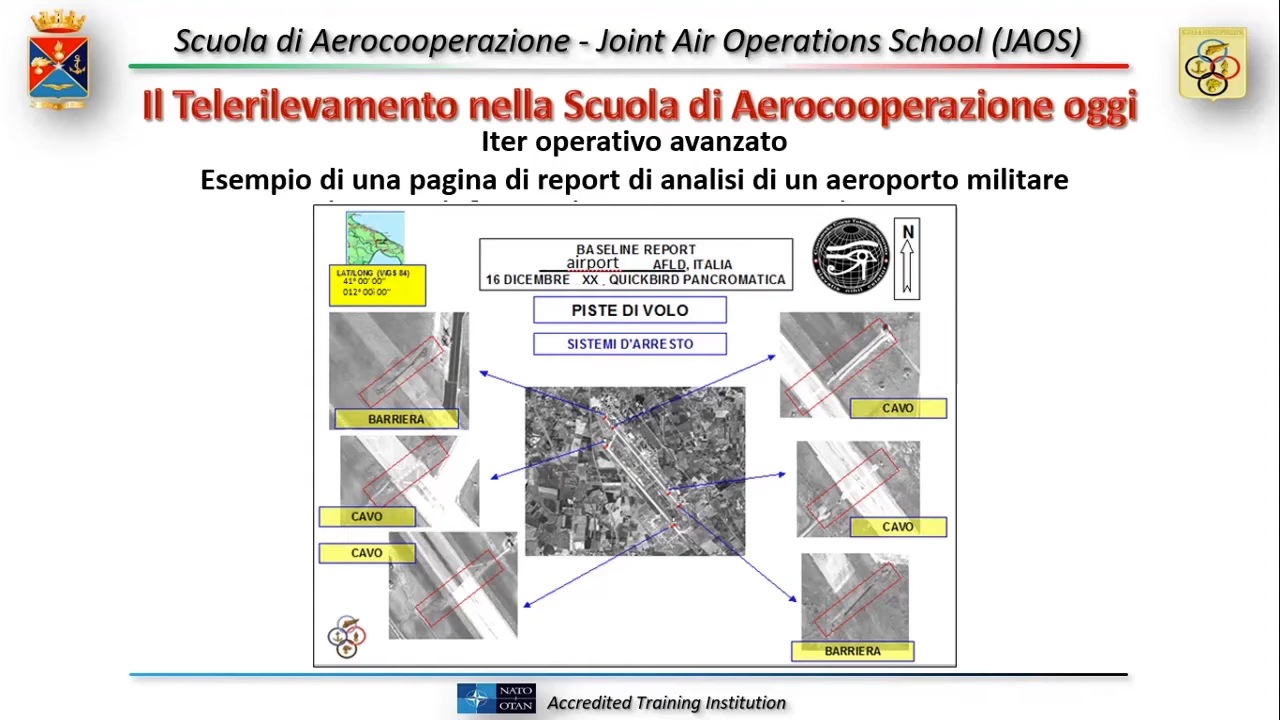 Scuola di Aerocooperazione - Joint Air Operations School (JAOS)
Il Telerilevamento nella Scuola di Aerocooperazione oggi
Iter operativo avanzato
Esempio di una pagina di report di analisi di un aeroporto militare
BASELINE REPORT
airport AFLD, ITALIA
16 DICEMBRE XX . QUICKBIRD PANCROMATICA
N
LAT/LONG (WGS 84)
41° 00' 00"
012° 00' 00"
PISTE DI VOLO
SISTEMI D'ARRESTO
BARRIERA
CAVO
CAVO
CAVO
CAVO
BARRIERA
NATO
OTAN
Accredited Training Institution